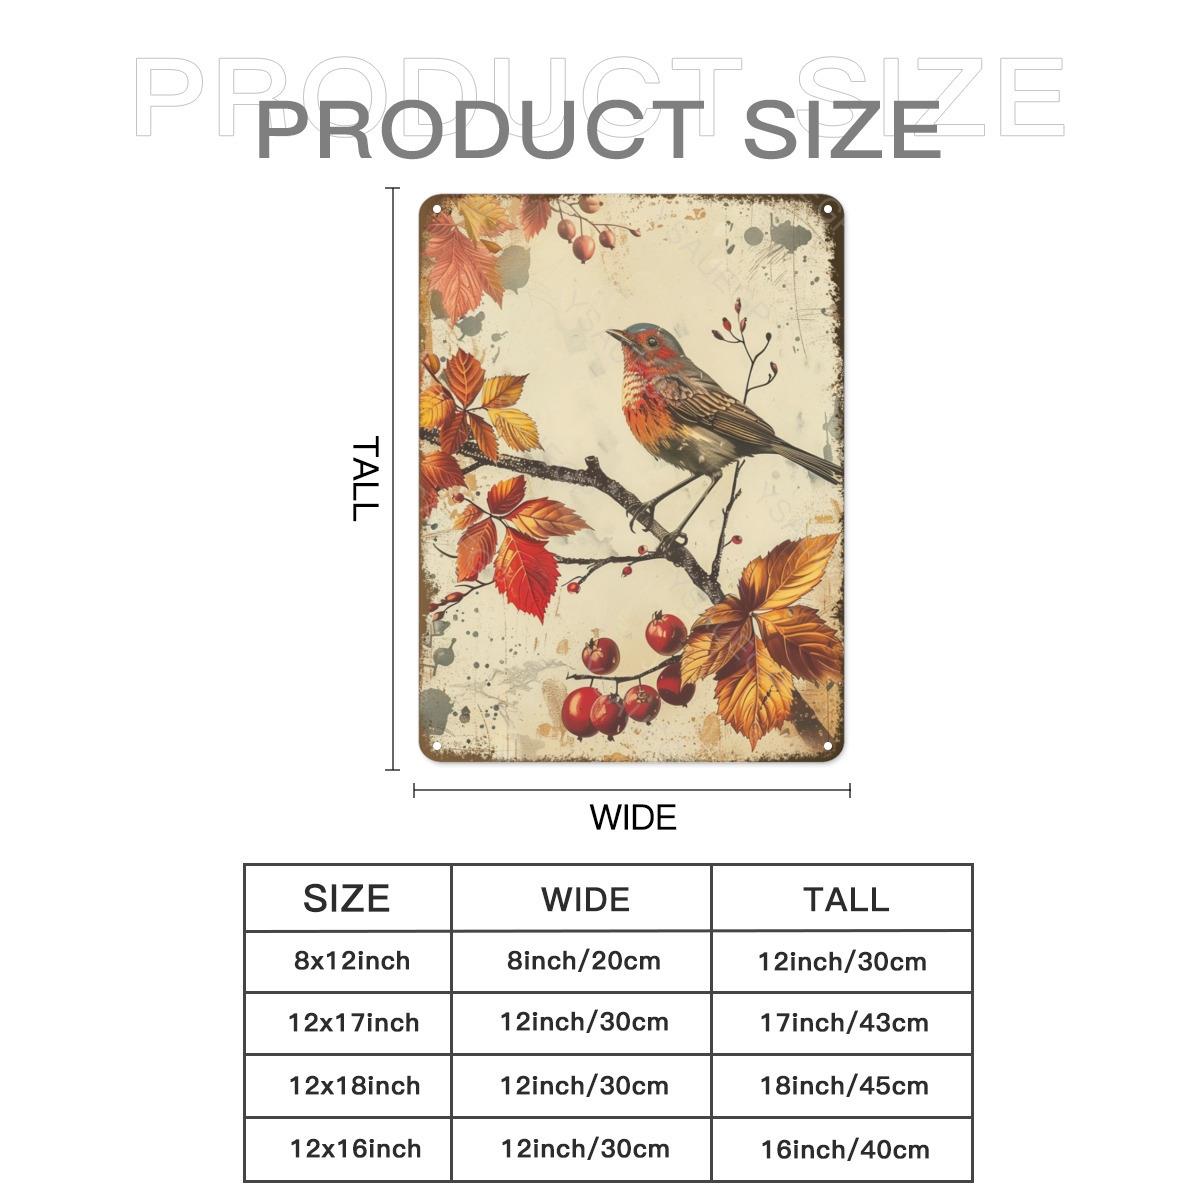 PRODUCT SIZE
PRODUCT SIZE
TALL
WIDE
SIZE WIDE TALL
8x12inch 8inch/20cm 12inch/30cm
12x17inch 12inch/30cm 17inch/43cm
12x18inch 12inch/30cm 18inch/45cm
12x16inch 12inch/30cm 16inch/40cm